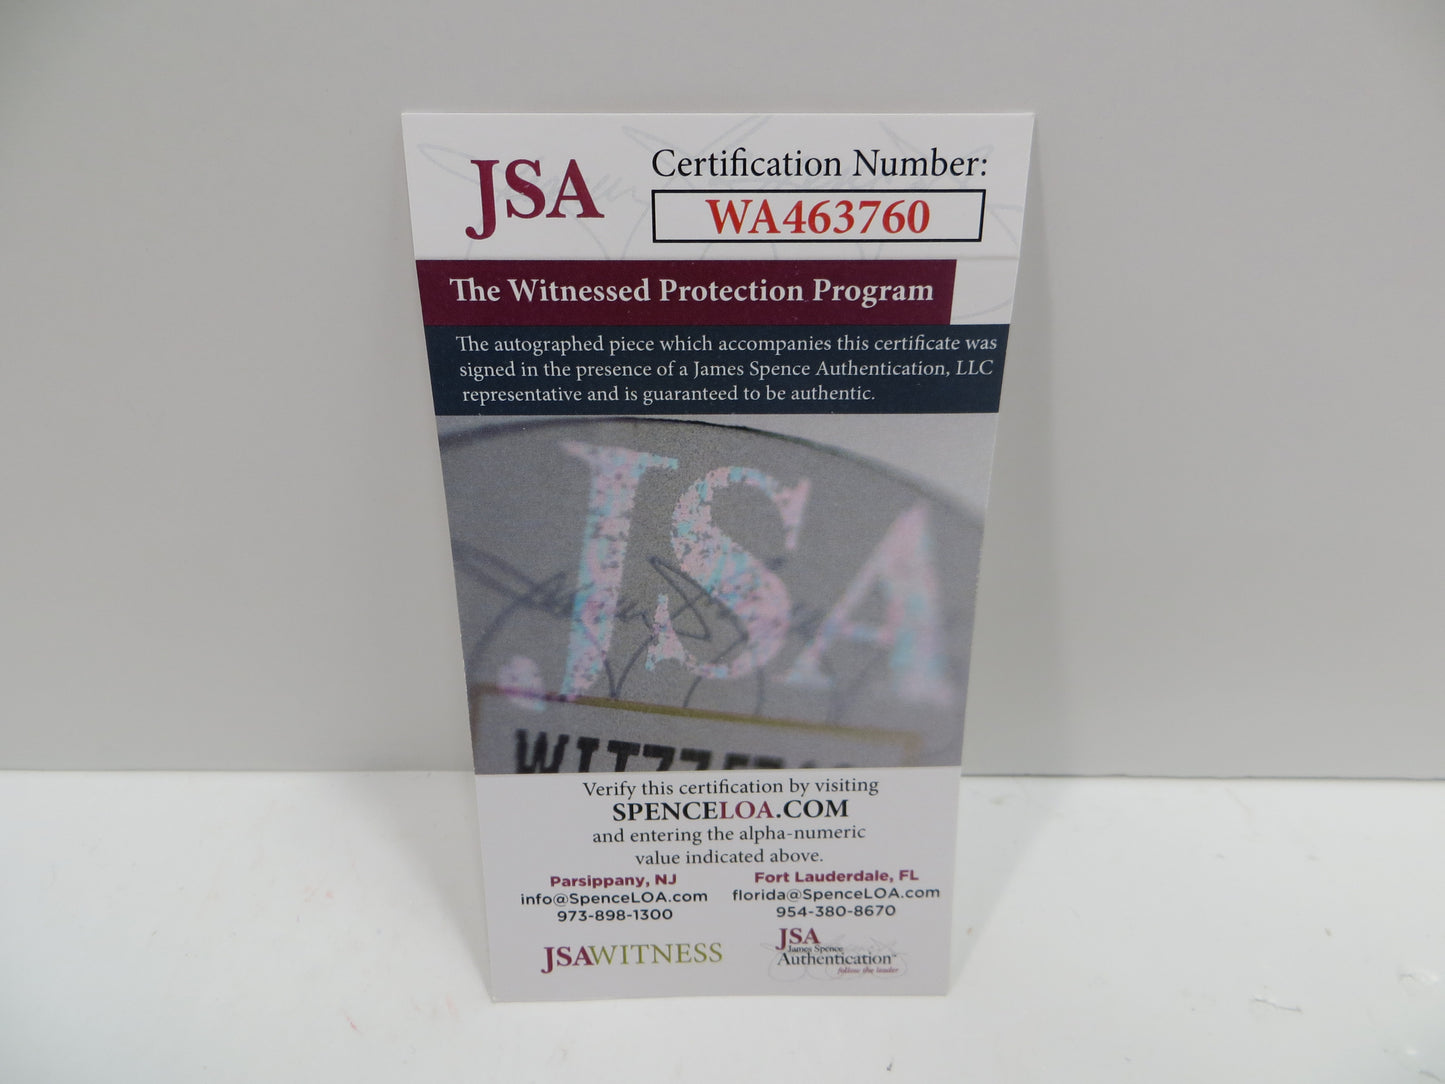 JSA
Certification Number:
WA463760
The Witnessed Protection Program
The autographed piece which accompanies this certificate was
signed in the presence of a James Spence Authentication, LLC
representative and is guaranteed to be authentic.
JSA
Verify this certification by visiting
SPENCELOA.COM
and entering the alpha-numeric
value indicated above.
Parsippany, NJ
info@SpenceLOA.com
973-898-1300
Fort Lauderdale, FL
florida@SpenceLOA.com
954-380-8670
JSAWITNESS
JSA
James Spence
Authentication
follow the leader